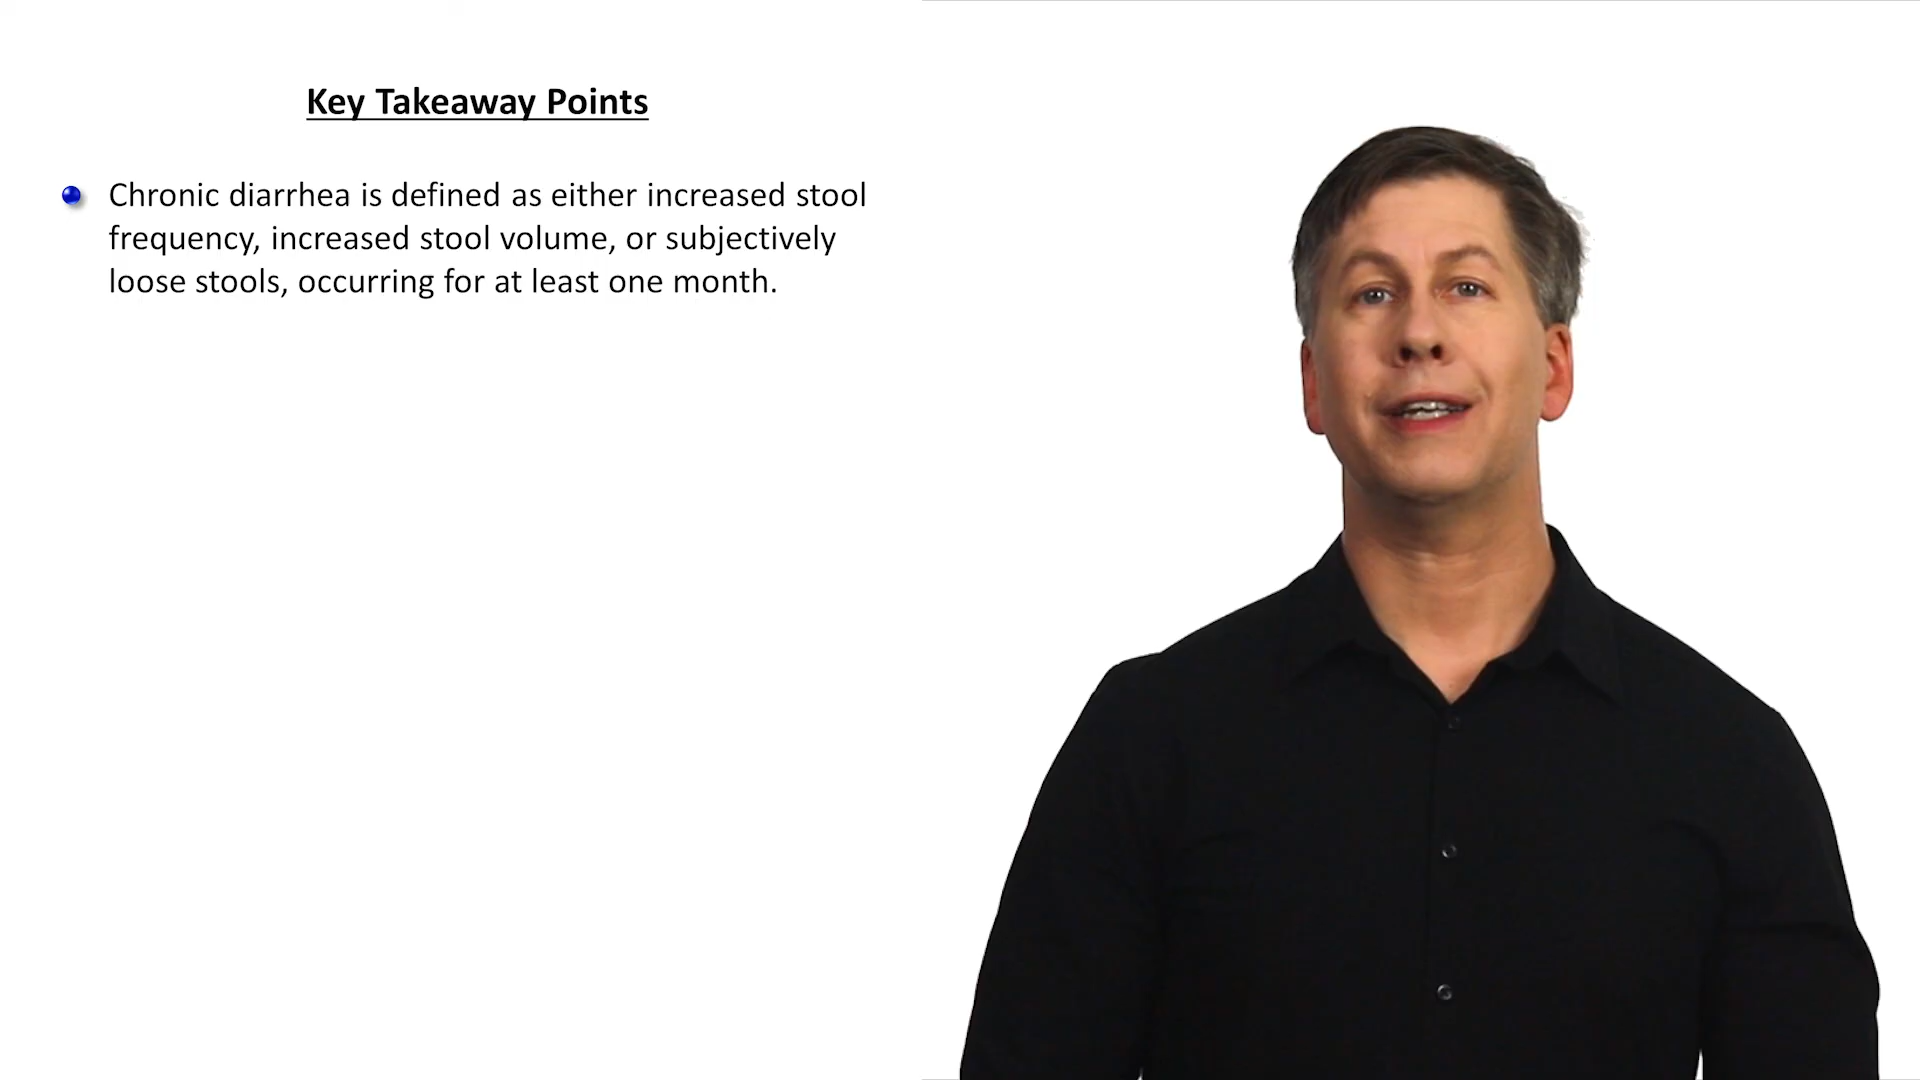 Key Takeaway Points
Chronic diarrhea is defined as either increased stool
frequency, increased stool volume, or subjectively
loose stools, occurring for at least one month.